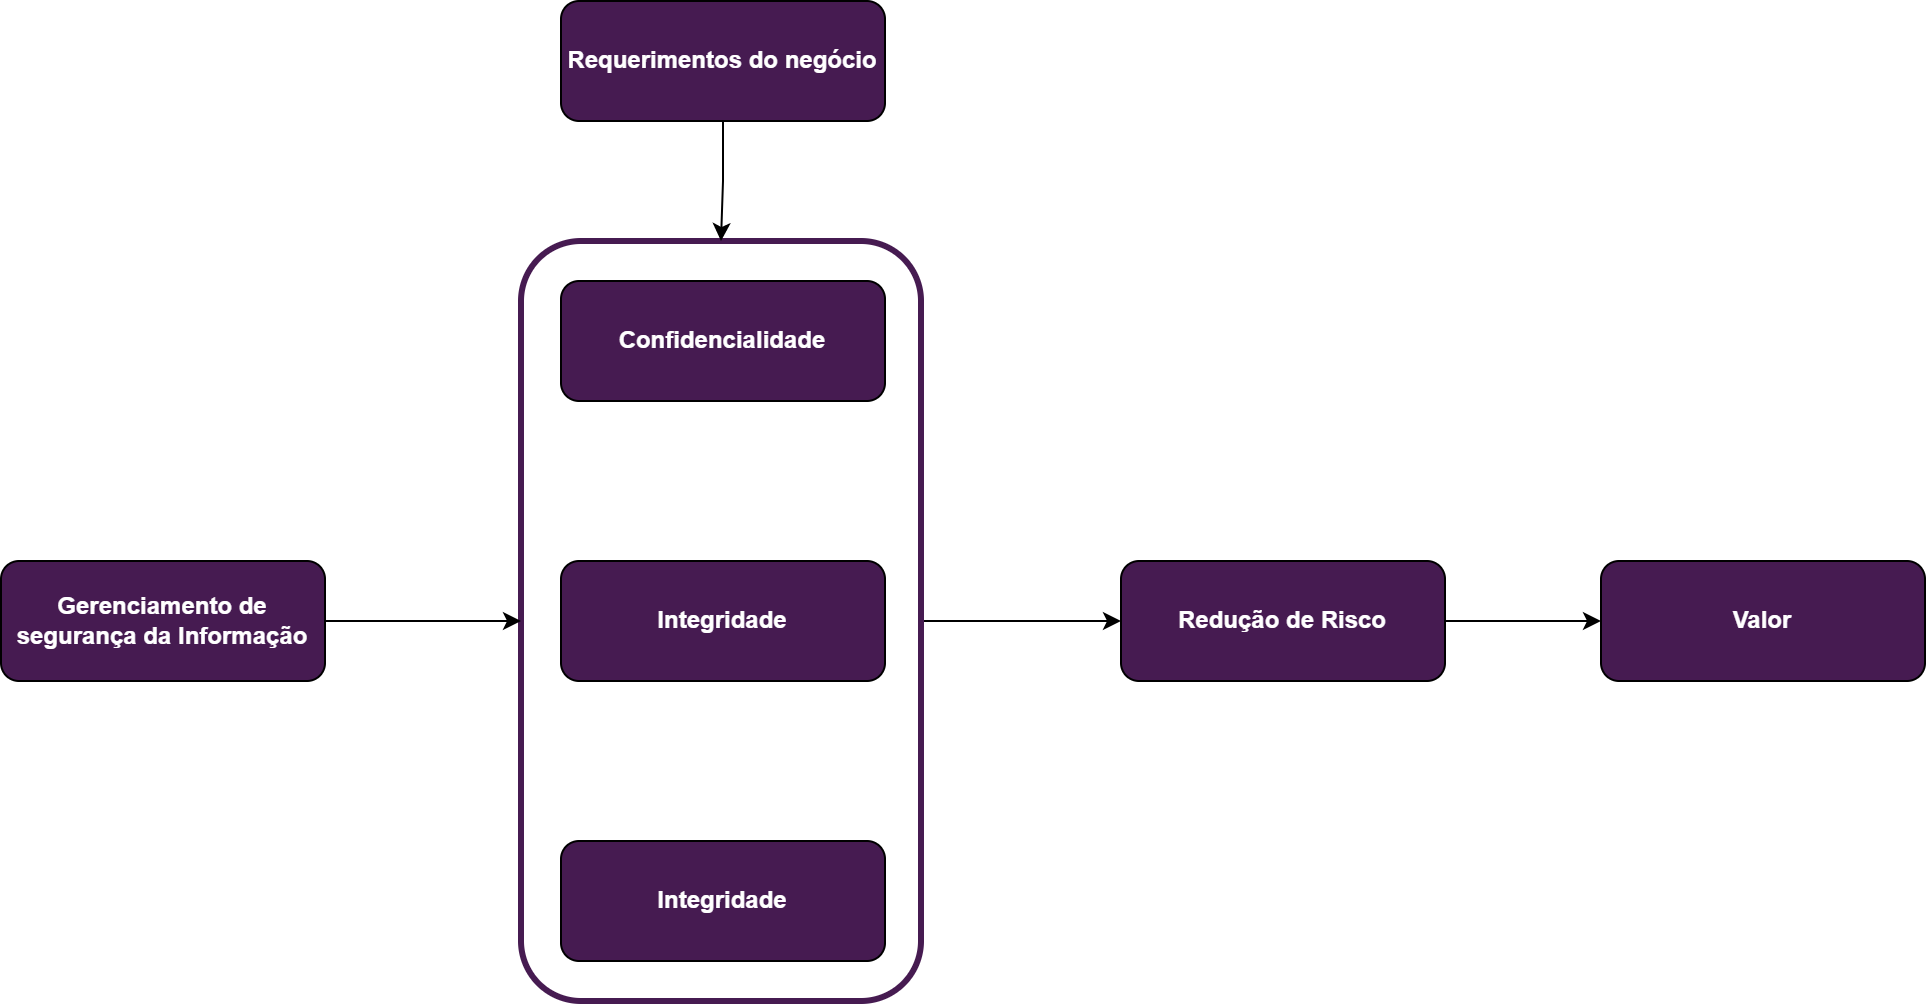 Requerimentos do negócio
Confidencialidade
Gerenciamento de
segurança da Informação
Integridade
Redução de Risco
Valor
Integridade